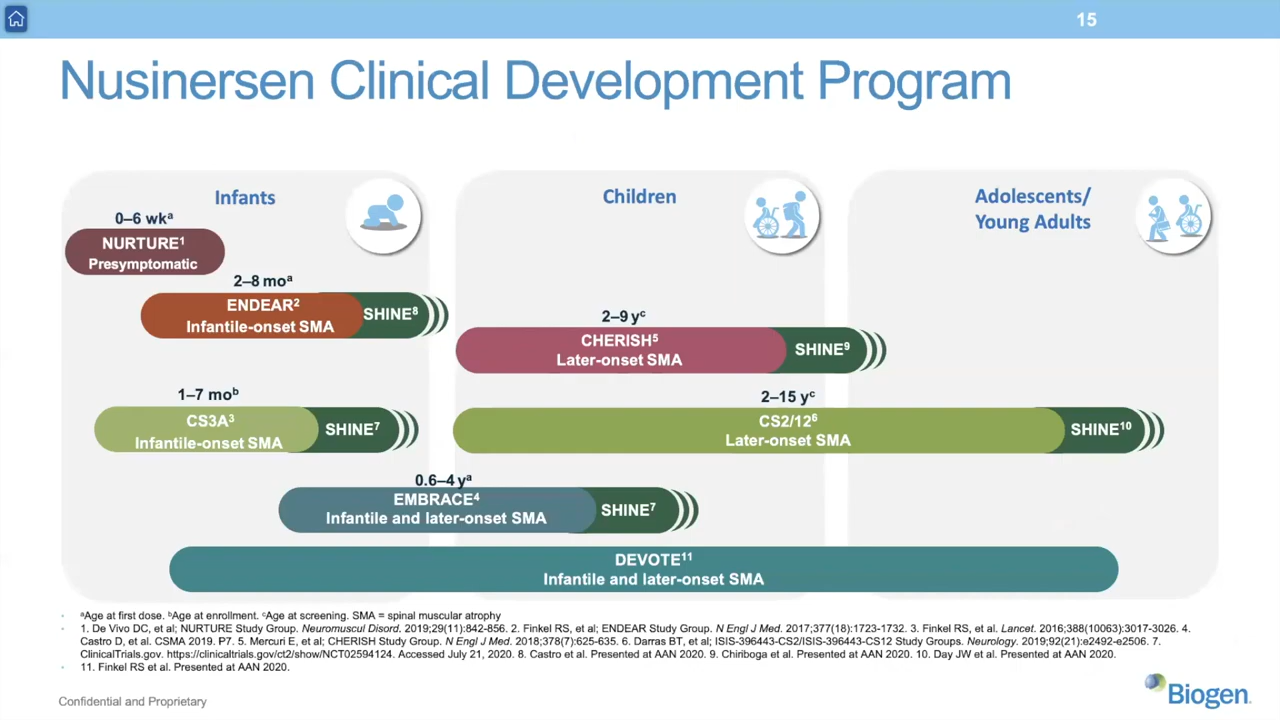 15
Nusinersen Clinical Development Program
Infants
Children
Adolescents/
Young Adults
0–6 wkᵃ
NURTURE¹
Presymptomatic
2–8 moᵃ
ENDEAR²
Infantile-onset SMA
SHINE⁸
2–9 yᶜ
CHERISH⁵
Later-onset SMA
SHINE⁹
1–7 moᵇ
CS3A³
Infantile-onset SMA
SHINE⁷
2–15 yᶜ
CS2/12⁶
Later-onset SMA
SHINE¹⁰
0.6–4 yᵃ
EMBRACE⁴
Infantile and later-onset SMA
SHINE⁷
DEVOTE¹¹
Infantile and later-onset SMA
ᵃAge at first dose. ᵇAge at enrollment. ᶜAge at screening. SMA = spinal muscular atrophy
1. De Vivo DC, et al; NURTURE Study Group. Neuromuscul Disord. 2019;29(11):842-856. 2. Finkel RS, et al; ENDEAR Study Group. N Engl J Med. 2017;377(18):1723-1732. 3. Finkel RS, et al. Lancet. 2016;388(10063):3017-3026. 4.
Castro D, et al. CSMA 2019. P7. 5. Mercuri E, et al; CHERISH Study Group. N Engl J Med. 2018;378(7):625-635. 6. Darras BT, et al; ISIS-396443-CS2/ISIS-396443-CS12 Study Groups. Neurology. 2019;92(21):e2492-e2506. 7.
ClinicalTrials.gov. https://clinicaltrials.gov/ct2/show/NCT02594124. Accessed July 21, 2020. 8. Castro et al. Presented at AAN 2020. 9. Chiriboga et al. Presented at AAN 2020. 10. Day JW et al. Presented at AAN 2020.
11. Finkel RS et al. Presented at AAN 2020.
Confidential and Proprietary
Biogen